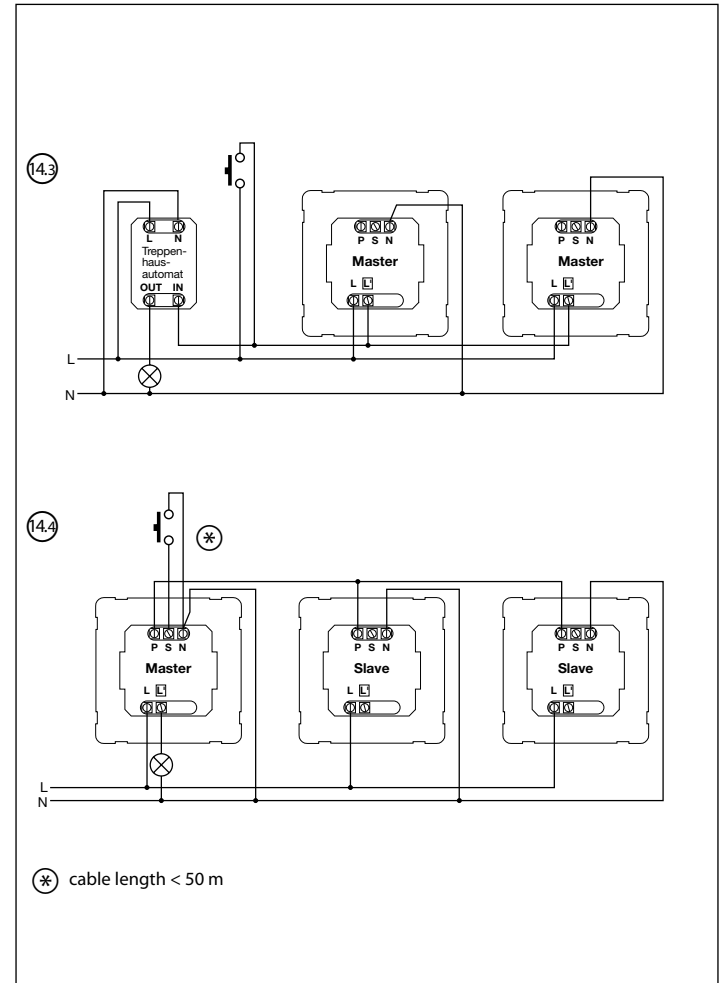 14.3
L N
Treppen-
haus-
automat
OUT IN
P S N
Master
L L'
P S N
Master
L L'
L
N
14.4
*
P S N
Master
L L'
P S N
Slave
L L'
P S N
Slave
L L'
L
N
* cable length < 50 m